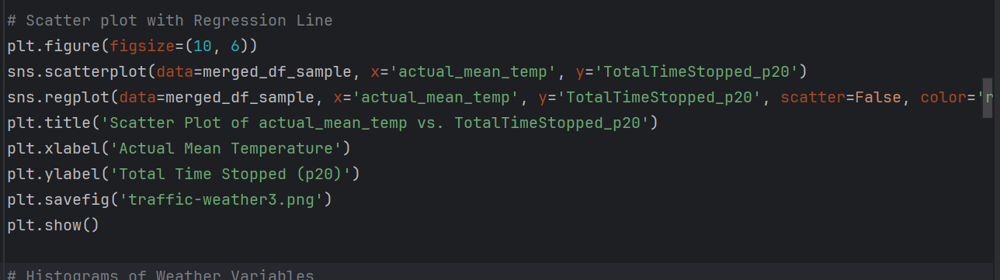 # Scatter plot with Regression Line
plt.figure(figsize=(10, 6))
sns.scatterplot(data=merged_df_sample, x='actual_mean_temp', y='TotalTimeStopped_p20')
sns.regplot(data=merged_df_sample, x='actual_mean_temp', y='TotalTimeStopped_p20', scatter=False, color='r
plt.title('Scatter Plot of actual_mean_temp vs. TotalTimeStopped_p20')
plt.xlabel('Actual Mean Temperature')
plt.ylabel('Total Time Stopped (p20)')
plt.savefig('traffic-weather3.png')
plt.show()
# Histograms of Weather Variables